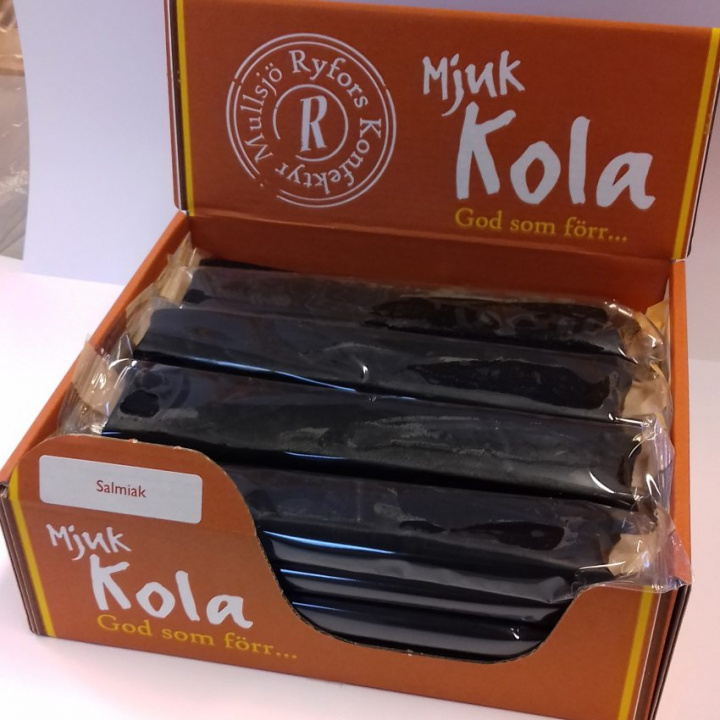 Mullsjö Ryfors Konfektyr
R
Mjuk
Kola
God som förr...
Salmiak
Mjuk
Kola
God som förr...